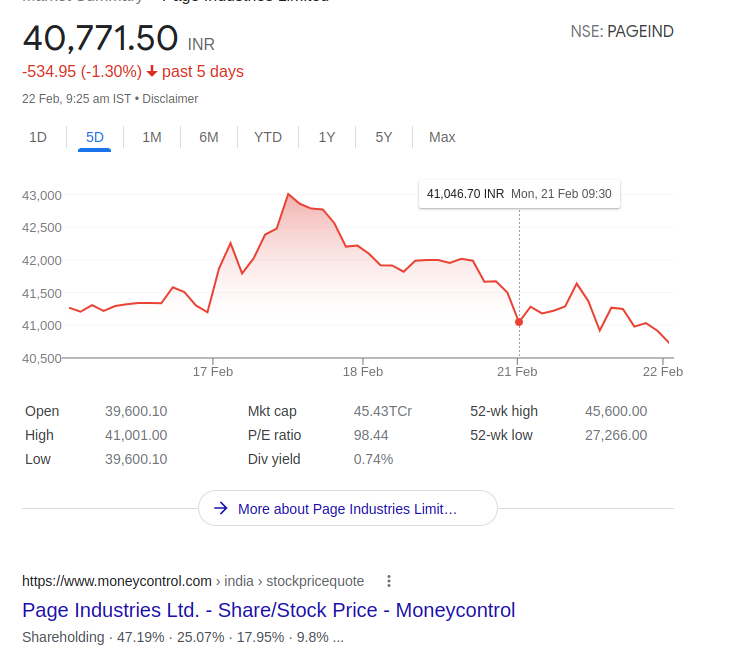 Market Summary > Page Industries Limited
40,771.50 INR
NSE: PAGEIND
-534.95 (-1.30%) past 5 days
22 Feb, 9:25 am IST • Disclaimer
1D 5D 1M 6M YTD 1Y 5Y Max
41,046.70 INR Mon, 21 Feb 09:30
43,000
42,500
42,000
41,500
41,000
40,500
17 Feb 18 Feb 21 Feb 22 Feb
Open 39,600.10 Mkt cap 45.43TCr 52-wk high 45,600.00
High 41,001.00 P/E ratio 98.44 52-wk low 27,266.00
Low 39,600.10 Div yield 0.74%
More about Page Industries Limit…
https://www.moneycontrol.com › india › stockpricequote
Page Industries Ltd. - Share/Stock Price - Moneycontrol
Shareholding · 47.19% · 25.07% · 17.95% · 9.8% ...